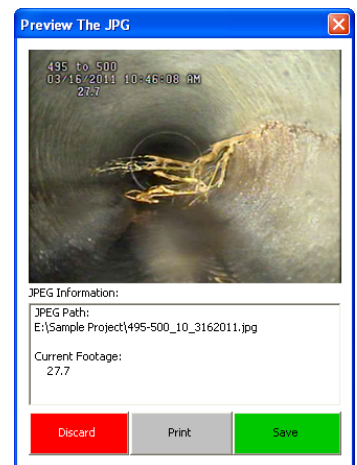 Preview The JPG
495 to 500
03/16/2011 10:46:08 AM
27.7
JPEG Information:
JPEG Path:
E:\Sample Project\495-500_10_3162011.jpg
Current Footage:
27.7
Discard
Print
Save